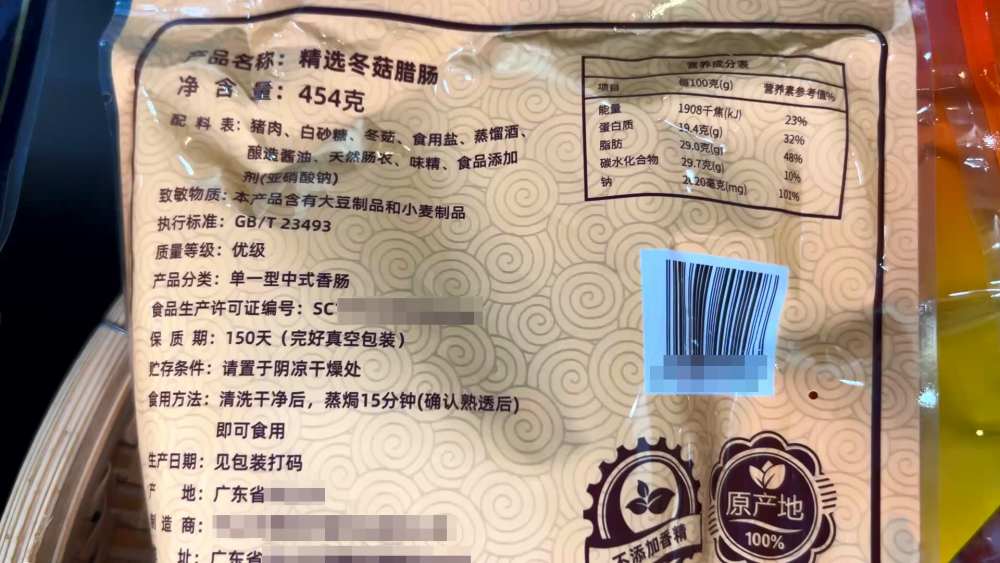 产品名称：精选冬菇腊肠
净 含 量：454克
配 料 表：猪肉、白砂糖、冬菇、食用盐、蒸馏酒、
酿造酱油、天然肠衣、味精、食品添加
剂(亚硝酸钠)
致敏物质：本产品含有大豆制品和小麦制品
执行标准：GB/T 23493
质量等级：优级
产品分类：单一型中式香肠
食品生产许可证编号：SC
保 质 期：150天（完好真空包装）
贮存条件：请置于阴凉干燥处
食用方法：清洗干净后，蒸焗15分钟(确认熟透后)
即可食用
生产日期：见包装打码
产 地：广东省
制 造 商：
址：广东省
营养成分表
项目 每100克(g) 营养素参考值%
能量 1908千焦(kJ) 23%
蛋白质 19.4克(g) 32%
脂肪 29.0克(g) 48%
碳水化合物 29.7克(g) 10%
钠 2020毫克(mg) 101%
不添加香精
原产地
100%